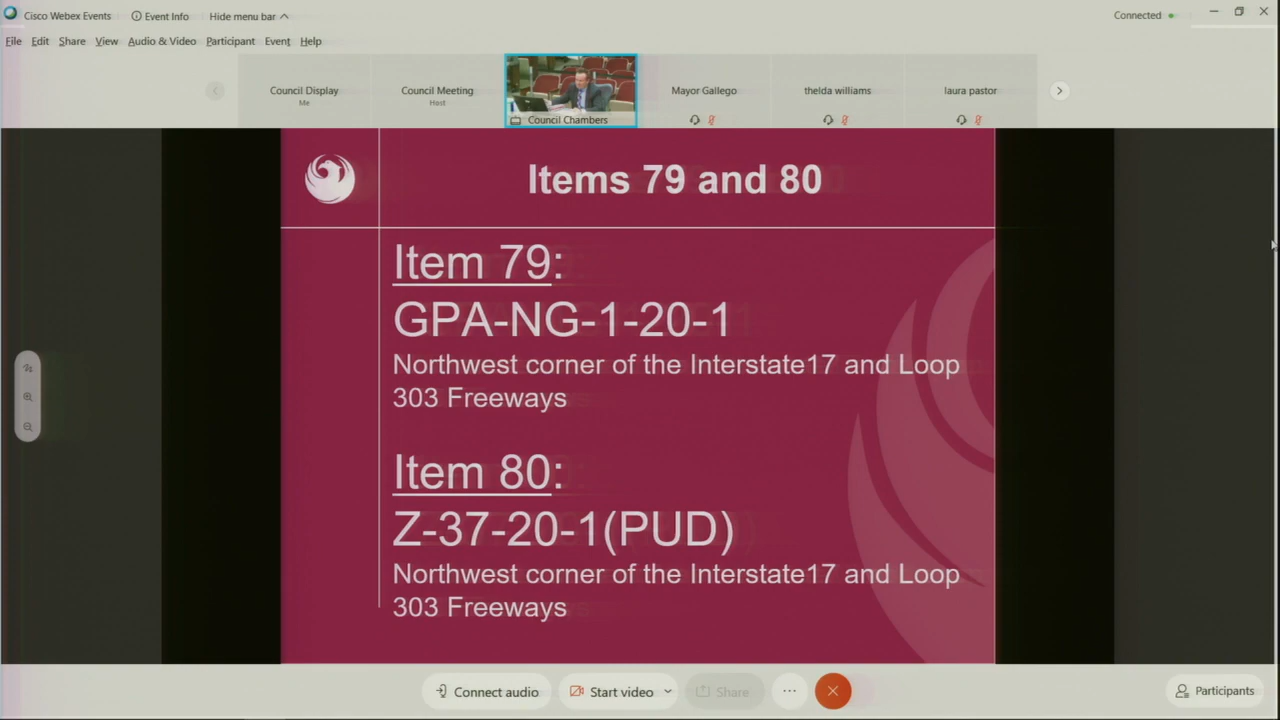 Cisco Webex Events
Event Info
Hide menu bar
Connected
File Edit Share View Audio & Video Participant Event Help
Council Display
Me
Council Meeting
Host
Council Chambers
Mayor Gallego
thelda williams
laura pastor
Items 79 and 80
Item 79:
GPA-NG-1-20-1
Northwest corner of the Interstate17 and Loop
303 Freeways
Item 80:
Z-37-20-1(PUD)
Northwest corner of the Interstate17 and Loop
303 Freeways
Connect audio
Start video
Share
Participants